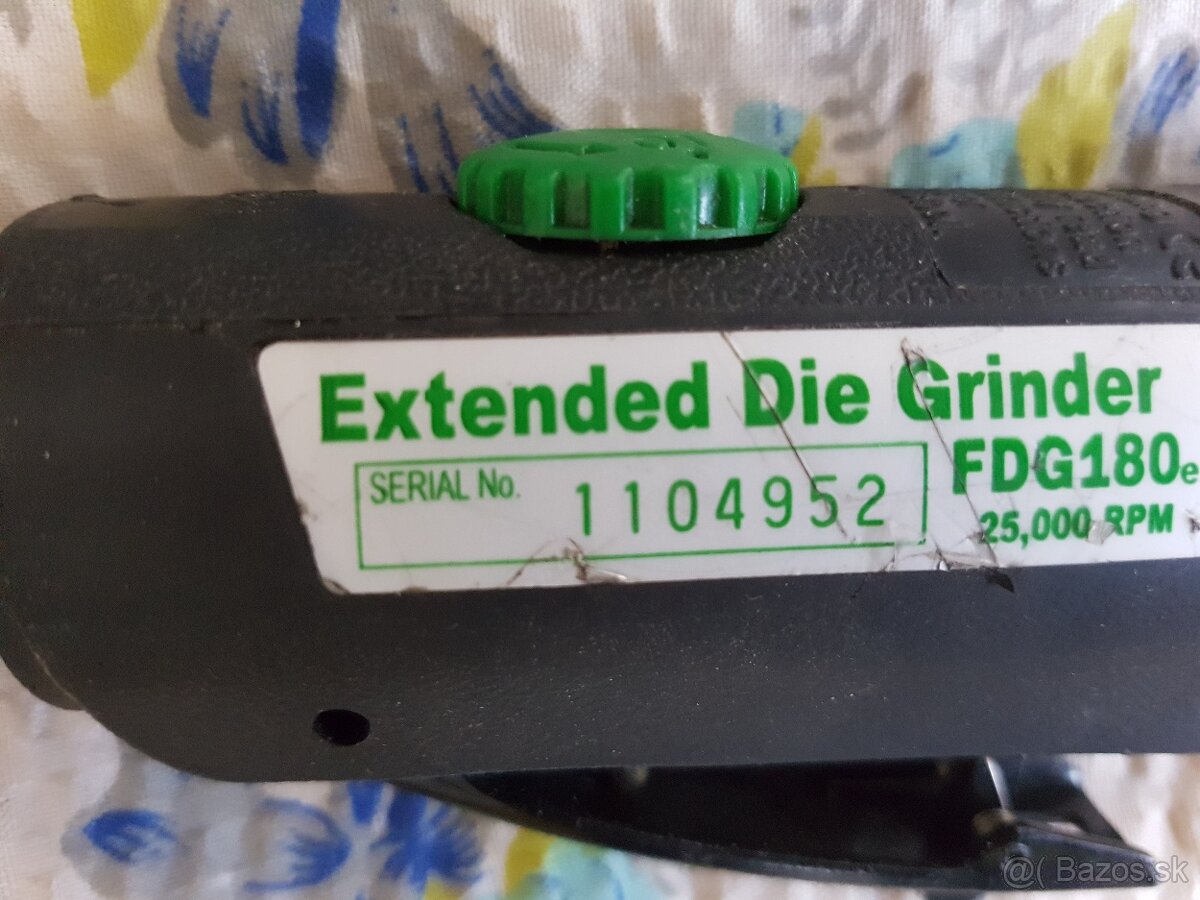 Extended Die Grinder
SERIAL No. 1104952
FDG180e
25,000 RPM
@( Bazos.sk